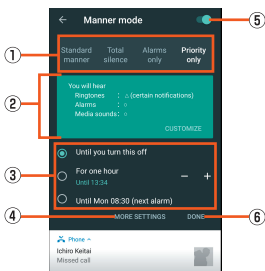 Manner mode
⑤
①
Standard manner
Total silence
Alarms only
Priority only
②
You will hear
Ringtones : △ (certain notifications)
Alarms : ○
Media sounds : ○
CUSTOMIZE
③
Until you turn this off
For one hour
Until 13:34
− +
Until Mon 08:30 (next alarm)
④
MORE SETTINGS DONE
⑥
Phone
Ichiro Keitai
Missed call